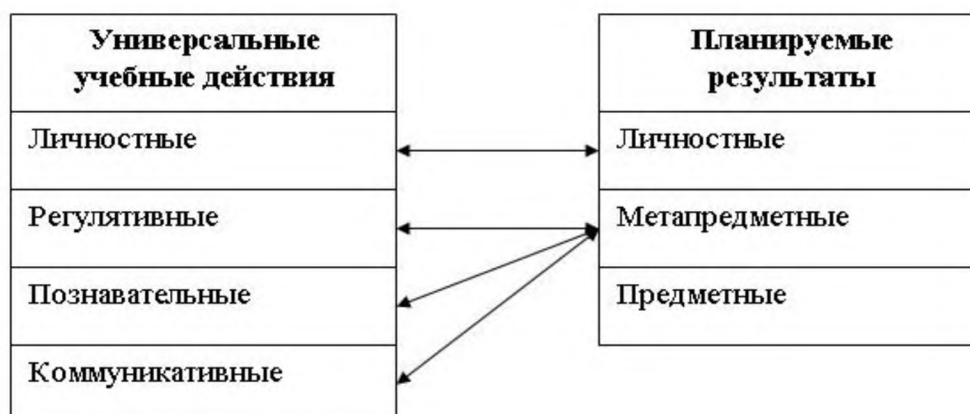 Универсальные
учебные действия
Личностные
Регулятивные
Познавательные
Коммуникативные
Планируемые
результаты
Личностные
Метапредметные
Предметные